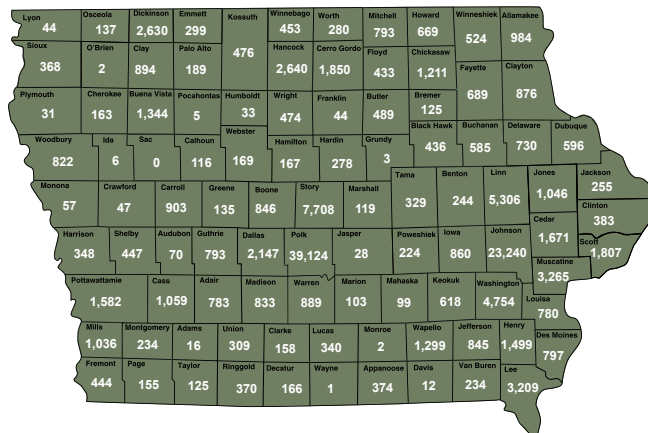 Lyon
44
Osceola
137
Dickinson
2,630
Emmett
299
Kossuth
476
Winnebago
453
Worth
280
Mitchell
793
Howard
669
Winneshiek
524
Allamakee
984
Sioux
368
O'Brien
2
Clay
894
Palo Alto
189
Hancock
2,640
Cerro Gordo
1,850
Floyd
433
Chickasaw
1,211
Fayette
689
Clayton
876
Plymouth
31
Cherokee
163
Buena Vista
1,344
Pocahontas
5
Humboldt
33
Wright
474
Franklin
44
Butler
489
Bremer
125
Woodbury
822
Ida
6
Sac
0
Calhoun
116
Webster
169
Hamilton
167
Hardin
278
Grundy
3
Black Hawk
436
Buchanan
585
Delaware
730
Dubuque
596
Monona
57
Crawford
47
Carroll
903
Greene
135
Boone
846
Story
7,708
Marshall
119
Tama
329
Benton
244
Linn
5,306
Jones
1,046
Jackson
255
Clinton
383
Harrison
348
Shelby
447
Audubon
70
Guthrie
793
Dallas
2,147
Polk
39,124
Jasper
28
Poweshiek
224
Iowa
860
Johnson
23,240
Cedar
1,671
Scott
1,807
Muscatine
3,265
Pottawattamie
1,582
Cass
1,059
Adair
783
Madison
833
Warren
889
Marion
103
Mahaska
99
Keokuk
618
Washington
4,754
Louisa
780
Mills
1,036
Montgomery
234
Adams
16
Union
309
Clarke
158
Lucas
340
Monroe
2
Wapello
1,299
Jefferson
845
Henry
1,499
Des Moines
797
Fremont
444
Page
155
Taylor
125
Ringgold
370
Decatur
166
Wayne
1
Appanoose
374
Davis
12
Van Buren
234
Lee
3,209